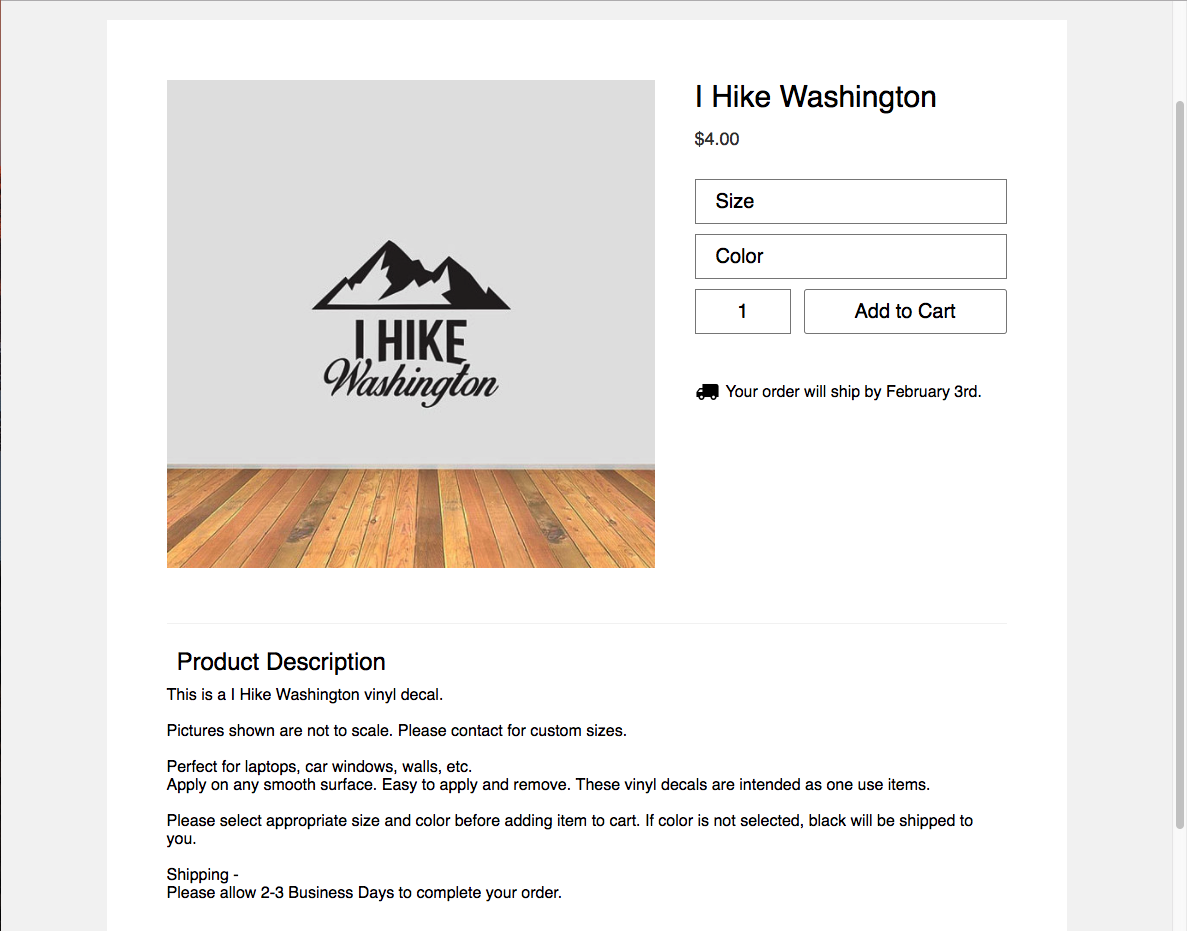 I HIKE
Washington
I Hike Washington
$4.00
Size
Color
1
Add to Cart
Your order will ship by February 3rd.
Product Description
This is a I Hike Washington vinyl decal.
Pictures shown are not to scale. Please contact for custom sizes.
Perfect for laptops, car windows, walls, etc.
Apply on any smooth surface. Easy to apply and remove. These vinyl decals are intended as one use items.
Please select appropriate size and color before adding item to cart. If color is not selected, black will be shipped to
you.
Shipping -
Please allow 2-3 Business Days to complete your order.